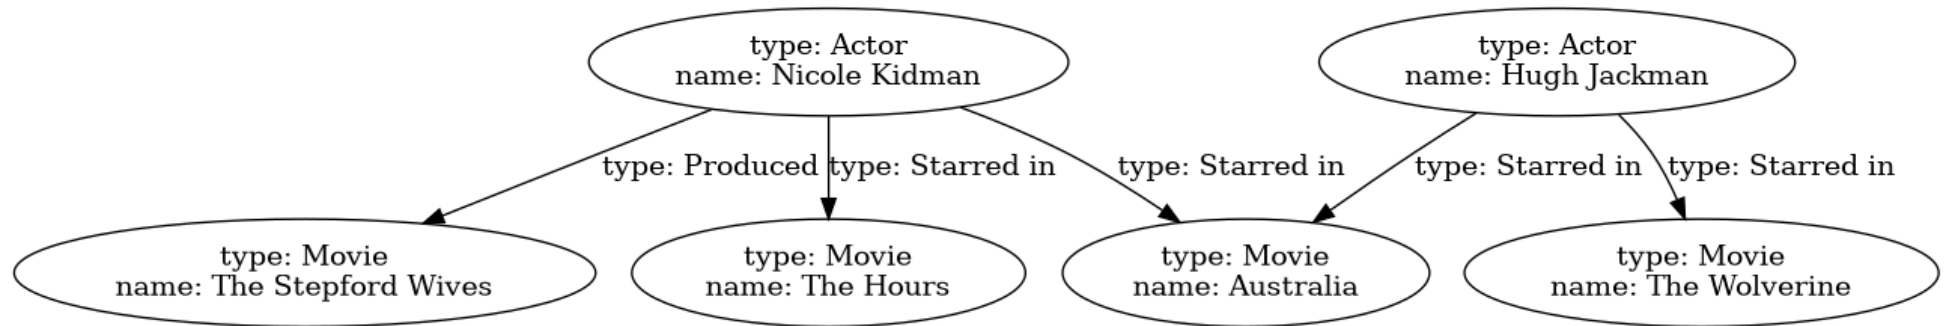 type: Actor
name: Nicole Kidman
type: Actor
name: Hugh Jackman
type: Produced
type: Starred in
type: Starred in
type: Starred in
type: Starred in
type: Movie
name: The Stepford Wives
type: Movie
name: The Hours
type: Movie
name: Australia
type: Movie
name: The Wolverine